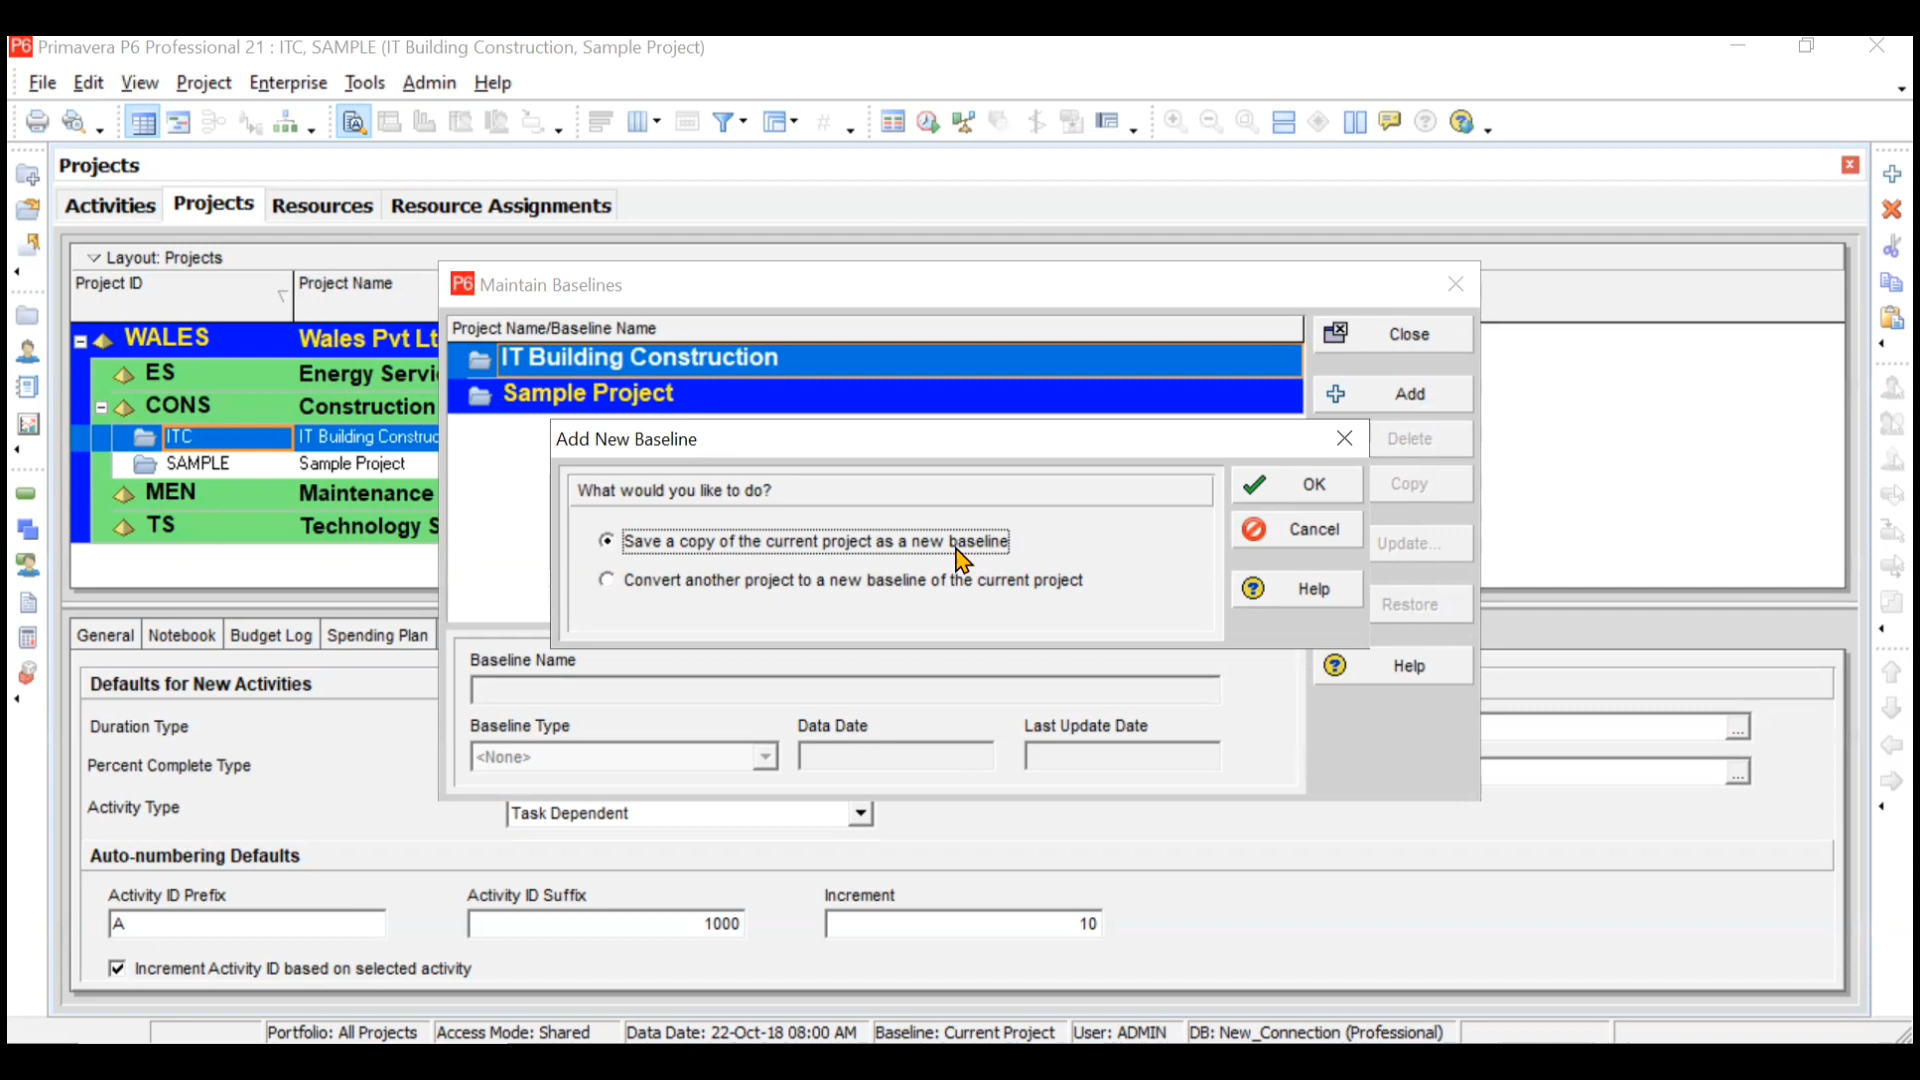 P6 Primavera P6 Professional 21 : ITC, SAMPLE (IT Building Construction, Sample Project)
File Edit View Project Enterprise Tools Admin Help
Projects
Activities Projects Resources Resource Assignments
Layout: Projects
Project ID Project Name
WALES Wales Pvt Lt
ES Energy Servi
CONS Construction
ITC IT Building Construc
SAMPLE Sample Project
MEN Maintenance
TS Technology S
P6 Maintain Baselines
Project Name/Baseline Name
IT Building Construction
Sample Project
Close
Add
Delete
Copy
Update...
Restore
Help
Add New Baseline
What would you like to do?
Save a copy of the current project as a new baseline
Convert another project to a new baseline of the current project
OK
Cancel
Help
Baseline Name
Baseline Type Data Date Last Update Date
<None>
General Notebook Budget Log Spending Plan
Defaults for New Activities
Duration Type
Percent Complete Type
Activity Type Task Dependent
Auto-numbering Defaults
Activity ID Prefix Activity ID Suffix Increment
A 1000 10
Increment Activity ID based on selected activity
Portfolio: All Projects Access Mode: Shared Data Date: 22-Oct-18 08:00 AM Baseline: Current Project User: ADMIN DB: New_Connection (Professional)